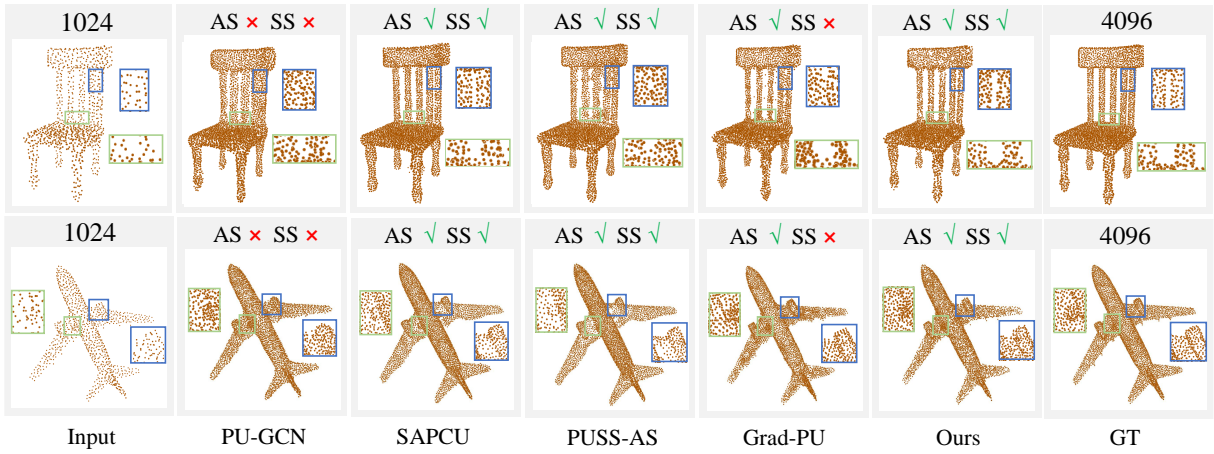 1024 AS × SS × AS √ SS √ AS √ SS √ AS √ SS × AS √ SS √ 4096
1024 AS × SS × AS √ SS √ AS √ SS √ AS √ SS × AS √ SS √ 4096
Input PU-GCN SAPCU PUSS-AS Grad-PU Ours GT